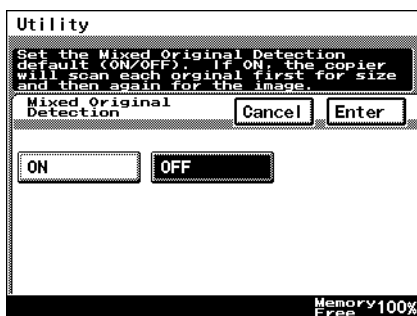 Utility
Set the Mixed Original Detection
default (ON/OFF). If ON, the copier
will scan each orginal first for size
and then again for the image.
Mixed Original
Detection
Cancel
Enter
ON
OFF
Memory
Free
100%